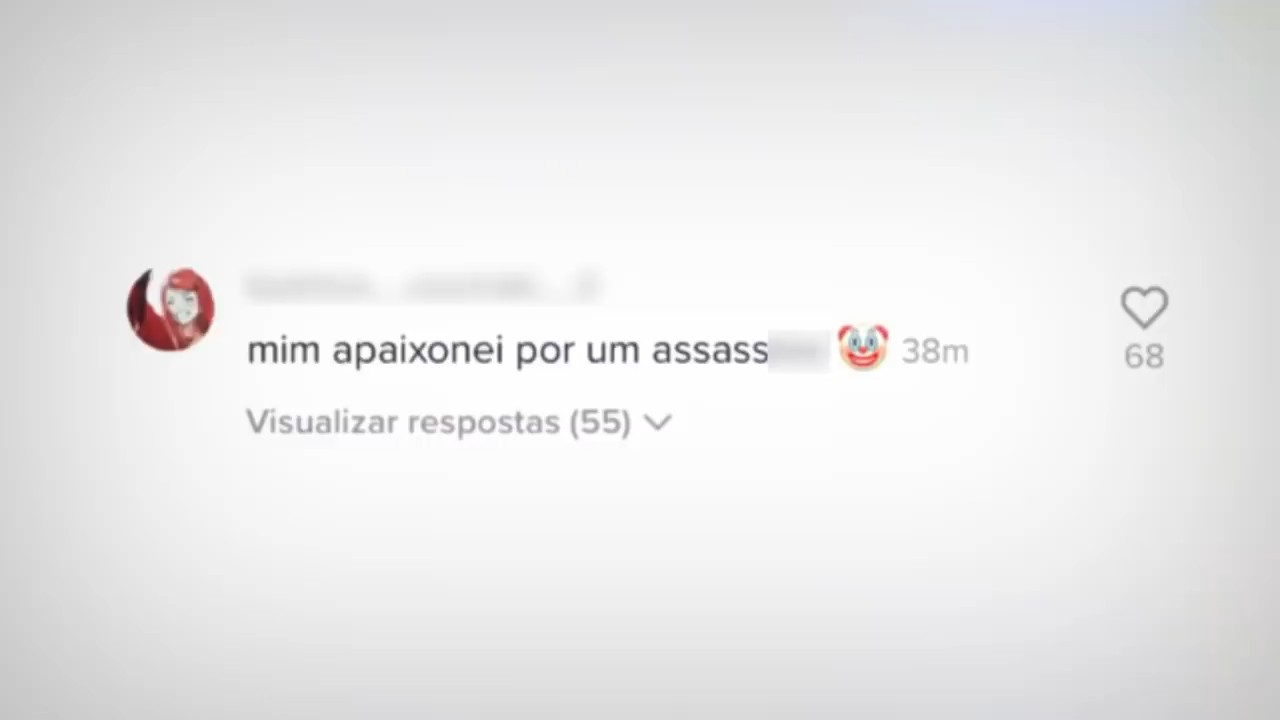 mim apaixonei por um assass 🤡 38m
68
Visualizar respostas (55)